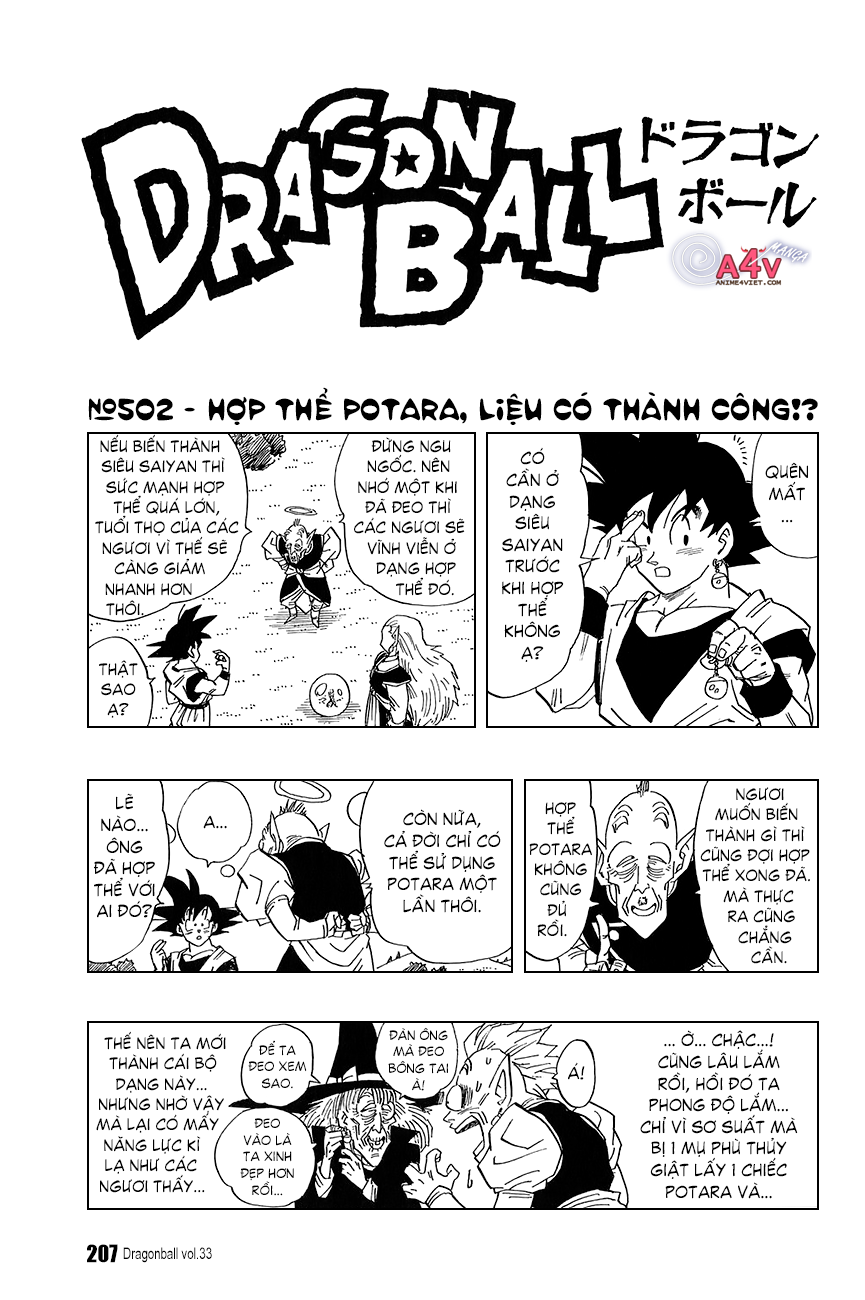 DRAGON BALL
ドラゴン
ボール
MANGA
A4V
ANIME4VIET.COM
№502 - HỢP THỂ POTARA, LIỆU CÓ THÀNH CÔNG!?
QUÊN
MẤT
...
CÓ
CẦN Ở
DẠNG
SIÊU
SAIYAN
TRƯỚC
KHI HỢP
THỂ
KHÔNG
Ạ?
ĐỪNG NGU
NGỐC. NÊN
NHỚ MỘT KHI
ĐÃ ĐEO THÌ
CÁC NGƯƠI SẼ
VĨNH VIỄN Ở
DẠNG HỢP
THỂ ĐÓ.
NẾU BIẾN THÀNH
SIÊU SAIYAN THÌ
SỨC MẠNH HỢP
THỂ QUÁ LỚN,
TUỔI THỌ CỦA CÁC
NGƯƠI VÌ THẾ SẼ
CÀNG GIẢM
NHANH HƠN
THÔI.
THẬT
SAO
Ạ?
NGƯƠI
MUỐN BIẾN
THÀNH GÌ THÌ
CŨNG ĐỢI HỢP
THỂ XONG ĐÃ.
MÀ THỰC
RA CŨNG
CHẲNG
CẦN.
HỢP
THỂ
POTARA
KHÔNG
CŨNG
ĐỦ
RỒI.
CÒN NỮA,
CẢ ĐỜI CHỈ CÓ
THỂ SỬ DỤNG
POTARA MỘT
LẦN THÔI.
A...
LẼ
NÀO...
ÔNG
ĐÃ HỢP
THỂ VỚI
AI ĐÓ?
... Ờ... CHẬC...!
CŨNG LÂU LẮM
RỒI, HỒI ĐÓ TA
PHONG ĐỘ LẮM...
CHỈ VÌ SƠ SUẤT MÀ
BỊ 1 MỤ PHÙ THỦY
GIẬT LẤY 1 CHIẾC
POTARA VÀ...
Á!
ĐÀN ÔNG
MÀ ĐEO
BÔNG TAI
À!
ĐỂ TA
ĐEO XEM
SAO.
ĐEO
VÀO LÀ
TA XINH
ĐẸP HƠN
RỒI...
THẾ NÊN TA MỚI
THÀNH CÁI BỘ
DẠNG NÀY...
NHƯNG NHỜ VẬY
MÀ LẠI CÓ MẤY
NĂNG LỰC KÌ
LẠ NHƯ CÁC
NGƯƠI THẤY...
207 Dragonball vol.33